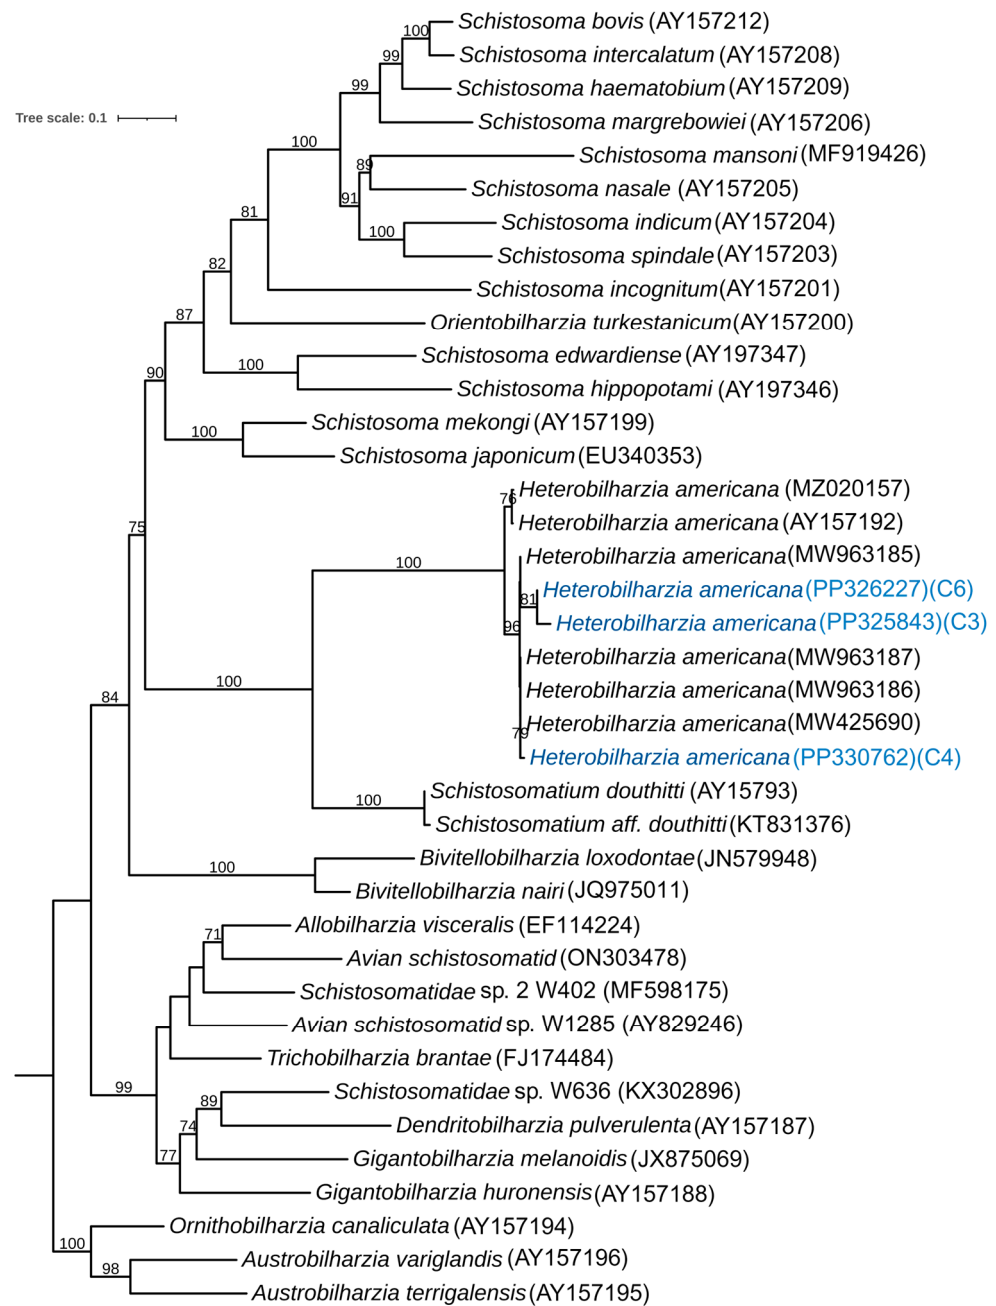 100
Schistosoma bovis (AY157212)
99
Schistosoma intercalatum (AY157208)
99
Schistosoma haematobium (AY157209)
Tree scale: 0.1
Schistosoma margrebowiei (AY157206)
100
Schistosoma mansoni (MF919426)
89
Schistosoma nasale (AY157205)
91
Schistosoma indicum (AY157204)
81
100
Schistosoma spindale (AY157203)
82
Schistosoma incognitum (AY157201)
87
Orientobilharzia turkestanicum (AY157200)
Schistosoma edwardiense (AY197347)
90
100
Schistosoma hippopotami (AY197346)
Schistosoma mekongi (AY157199)
100
Schistosoma japonicum (EU340353)
Heterobilharzia americana (MZ020157)
76
Heterobilharzia americana (AY157192)
75
Heterobilharzia americana (MW963185)
100
Heterobilharzia americana (PP326227)(C6)
81
Heterobilharzia americana (PP325843)(C3)
96
Heterobilharzia americana (MW963187)
100
Heterobilharzia americana (MW963186)
84
Heterobilharzia americana (MW425690)
79
Heterobilharzia americana (PP330762)(C4)
Schistosomatium douthitti (AY15793)
100
Schistosomatium aff. douthitti (KT831376)
Bivitellobilharzia loxodontae (JN579948)
100
Bivitellobilharzia nairi (JQ975011)
Allobilharzia visceralis (EF114224)
71
Avian schistosomatid (ON303478)
Schistosomatidae sp. 2 W402 (MF598175)
Avian schistosomatid sp. W1285 (AY829246)
Trichobilharzia brantae (FJ174484)
99
Schistosomatidae sp. W636 (KX302896)
89
Dendritobilharzia pulverulenta (AY157187)
74
Gigantobilharzia melanoidis (JX875069)
77
Gigantobilharzia huronensis (AY157188)
Ornithobilharzia canaliculata (AY157194)
100
Austrobilharzia variglandis (AY157196)
98
Austrobilharzia terrigalensis (AY157195)